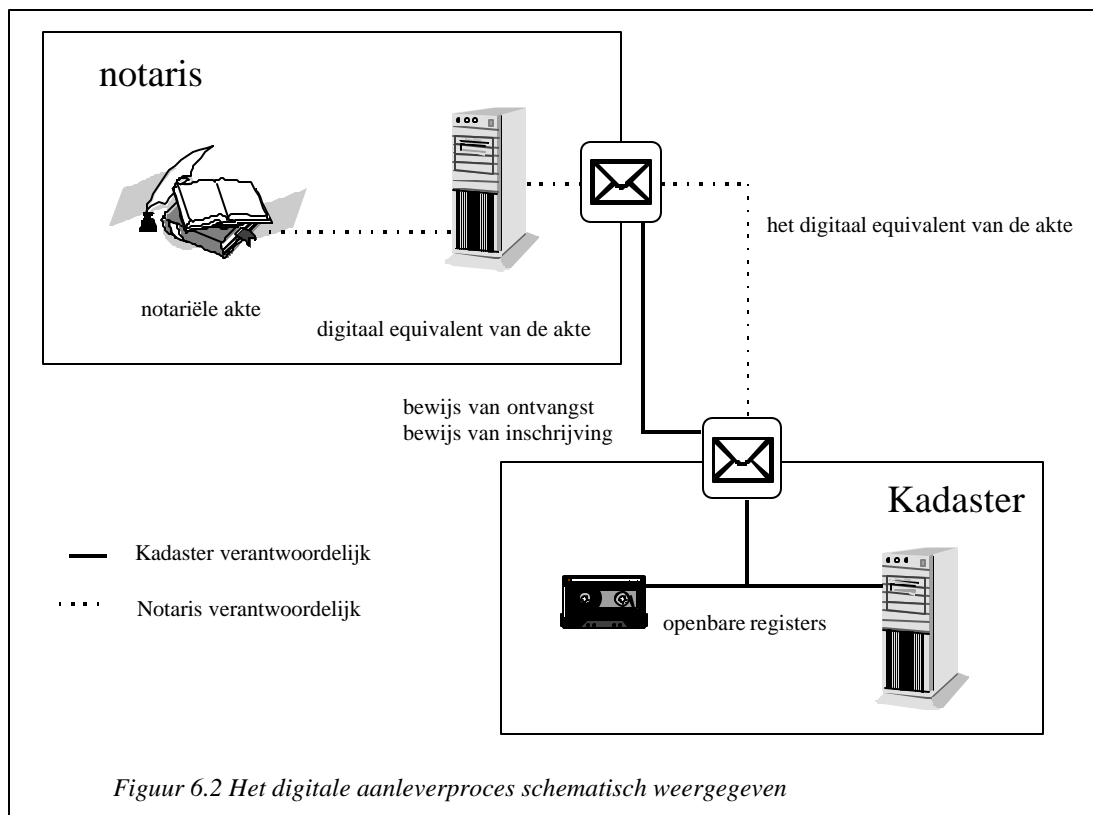 notaris
notariële akte
digitaal equivalent van de akte
het digitaal equivalent van de akte
bewijs van ontvangst
bewijs van inschrijving
Kadaster
Kadaster verantwoordelijk
Notaris verantwoordelijk
openbare registers
Figuur 6.2 Het digitale aanleverproces schematisch weergegeven